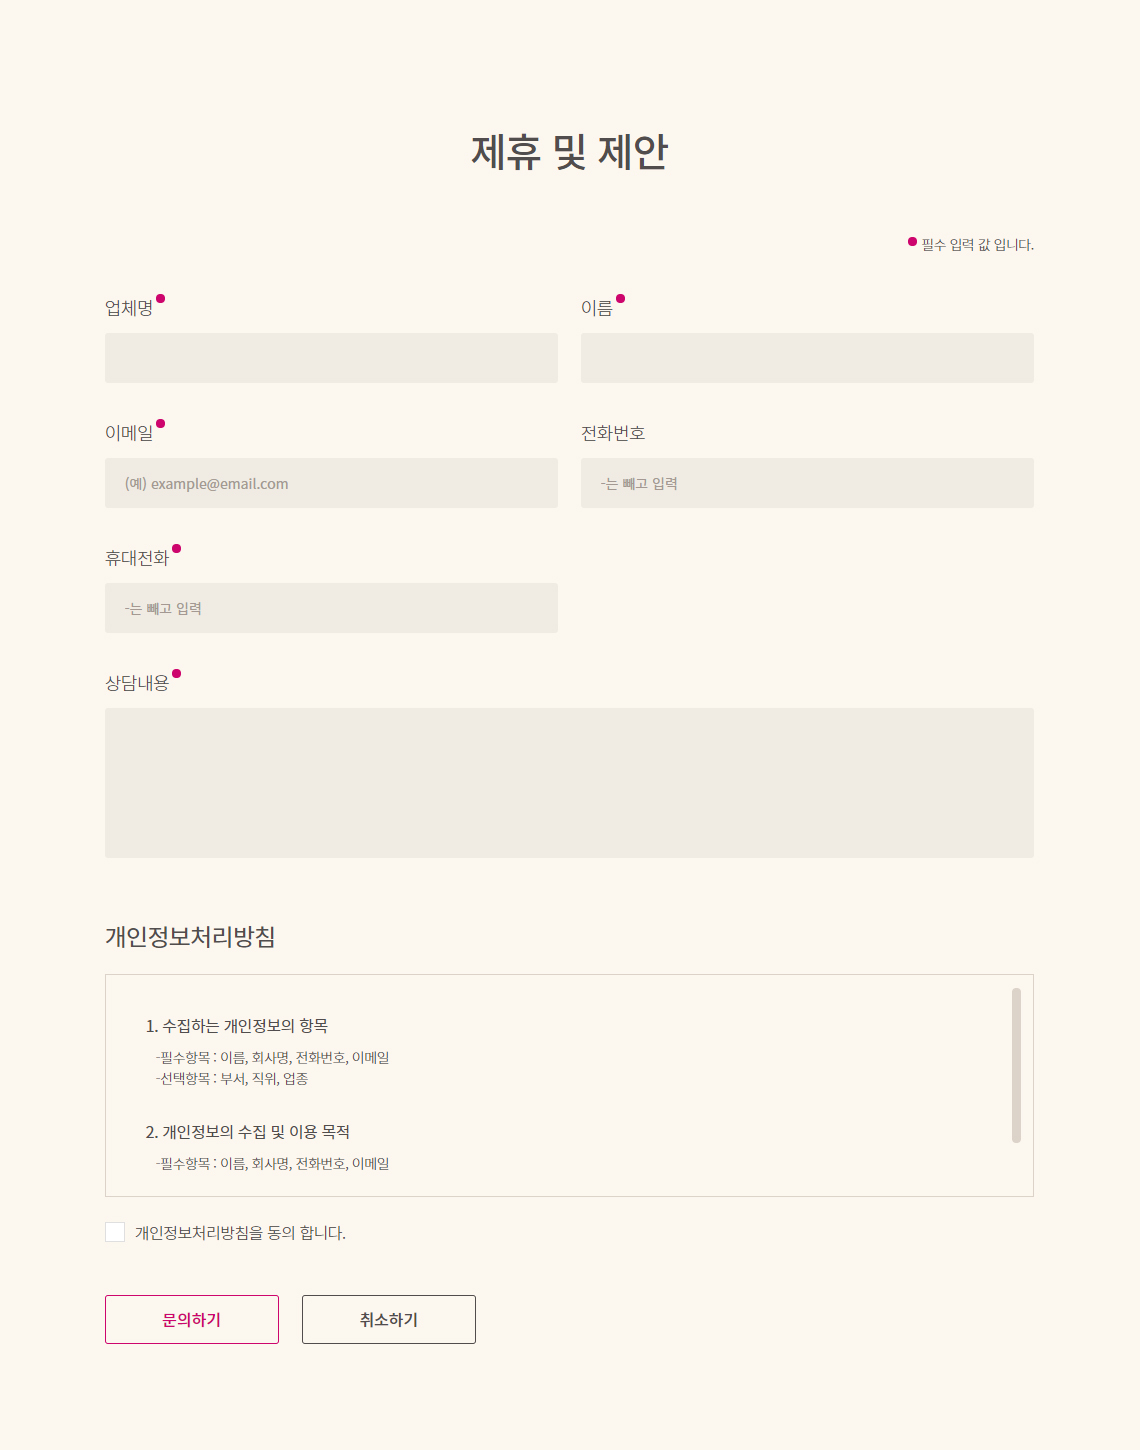 제휴 및 제안
필수 입력 값 입니다.
업체명
이름
이메일
전화번호
(예) example@email.com
-는 빼고 입력
휴대전화
-는 빼고 입력
상담내용
개인정보처리방침
1. 수집하는 개인정보의 항목
-필수항목 : 이름, 회사명, 전화번호, 이메일
-선택항목 : 부서, 직위, 업종
2. 개인정보의 수집 및 이용 목적
-필수항목 : 이름, 회사명, 전화번호, 이메일
개인정보처리방침을 동의 합니다.
문의하기
취소하기